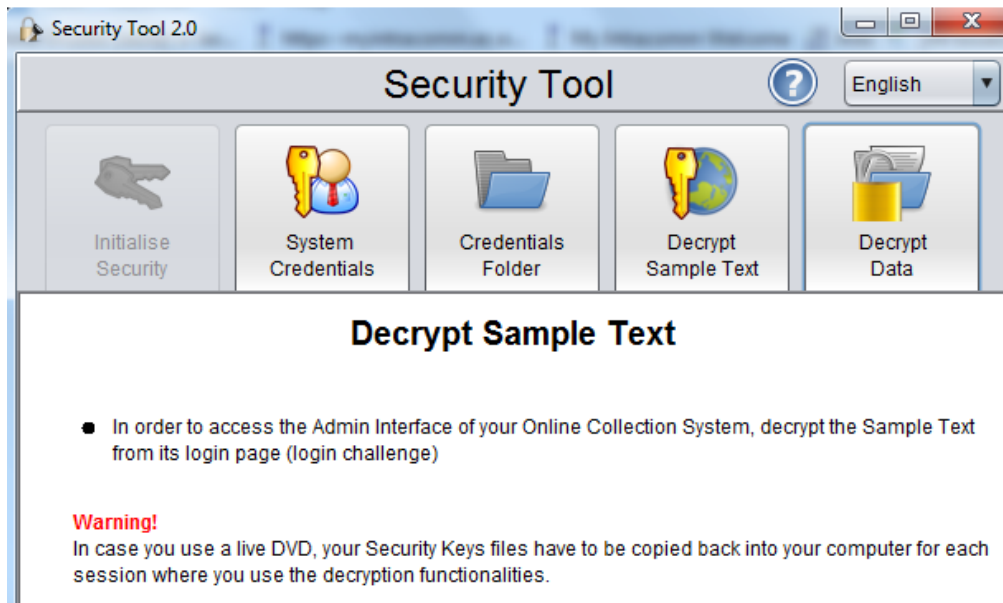 Security Tool 2.0
Security Tool
English
Initialise
Security
System
Credentials
Credentials
Folder
Decrypt
Sample Text
Decrypt
Data
Decrypt Sample Text
In order to access the Admin Interface of your Online Collection System, decrypt the Sample Text
from its login page (login challenge)
Warning!
In case you use a live DVD, your Security Keys files have to be copied back into your computer for each
session where you use the decryption functionalities.